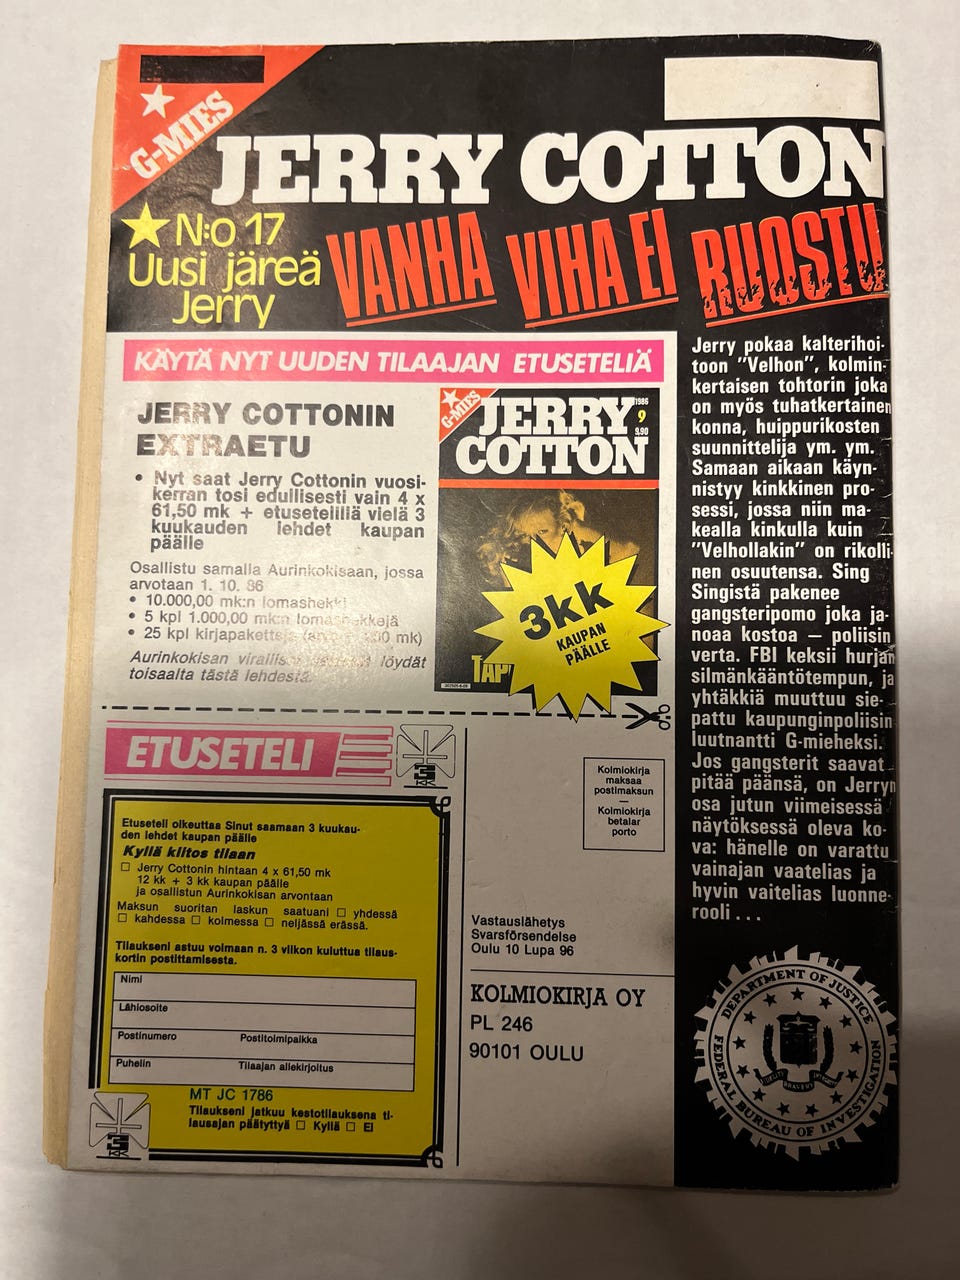 G-MIES
JERRY COTTON
N:o 17
Uusi järeä
Jerry
VANHA VIHA EI RUOSTU
KÄYTÄ NYT UUDEN TILAAJAN ETUSETELIÄ
JERRY COTTONIN
EXTRAETU
• Nyt saat Jerry Cottonin vuosi-
kerran tosi edullisesti vain 4 x
61,50 mk + etusetelillä vielä 3
kuukauden lehdet kaupan
päälle
Osallistu samalla Aurinkokisaan, jossa
arvotaan 1. 10. 86
• 10.000,00 mk:n lomashekki
• 5 kpl 1.000,00 mk:n lomashekkejä
• 25 kpl kirjapaketteja mk)
Aurinkokisan löydät
toisaalta tästä lehdestä.
G-MIES
JERRY
COTTON
1986
9
9,90
3kk
KAUPAN
PÄÄLLE
TAP
ETUSETELI
3
KK
Etuseteli oikeuttaa Sinut saamaan 3 kuukau-
den lehdet kaupan päälle
Kyllä kiitos tilaan
☐ Jerry Cottonin hintaan 4 x 61,50 mk
12 kk + 3 kk kaupan päälle
ja osallistun Aurinkokisan arvontaan
Maksun suoritan laskun saatuani ☐ yhdessä
☐ kahdessa ☐ kolmessa ☐ neljässä erässä.
Tilaukseni astuu voimaan n. 3 viikon kuluttua tilaus-
kortin postittamisesta.
Nimi
Lähiosoite
Postinumero Postitoimipaikka
Puhelin Tilaajan allekirjoitus
MT JC 1786
Tilaukseni jatkuu kestotilauksena ti-
lausajan päätyttyä ☐ Kyllä ☐ Ei
3
KK
Kolmiokirja
maksaa
postimaksun
—
Kolmiokirja
betalar
porto
Vastauslähetys
Svarsförsendelse
Oulu 10 Lupa 96
KOLMIOKIRJA OY
PL 246
90101 OULU
Jerry pokaa kalterihoi-
toon "Velhon", kolmin-
kertaisen tohtorin joka
on myös tuhatkertainen
konna, huippurikosten
suunnittelija ym. ym.
Samaan aikaan käyn-
nistyy kinkkinen pro-
sessi, jossa niin ma-
kealla kinkulla kuin
"Velhollakin" on rikolli-
nen osuutensa. Sing
Singistä pakenee
gangsteripomo joka ja-
noaa kostoa — poliisin
verta. FBI keksii hurjan
silmänkääntötempun, ja
yhtäkkiä muuttuu sie-
pattu kaupunginpoliisin
luutnantti G-mieheksi.
Jos gangsterit saavat
pitää päänsä, on Jerryn
osa jutun viimeisessä
näytöksessä oleva ko-
va: hänelle on varattu
vainajan vaatelias ja
hyvin vaitelias luonne-
rooli . . .
DEPARTMENT OF JUSTICE
FIDELITY BRAVERY INTEGRITY
FEDERAL BUREAU OF INVESTIGATION